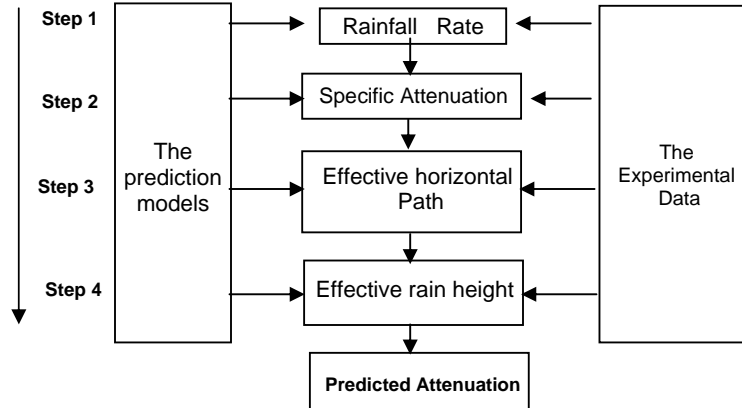 Step 1
Rainfall Rate
Step 2
Specific Attenuation
The
prediction
models
Step 3
Effective horizontal
Path
The
Experimental
Data
Step 4
Effective rain height
Predicted Attenuation